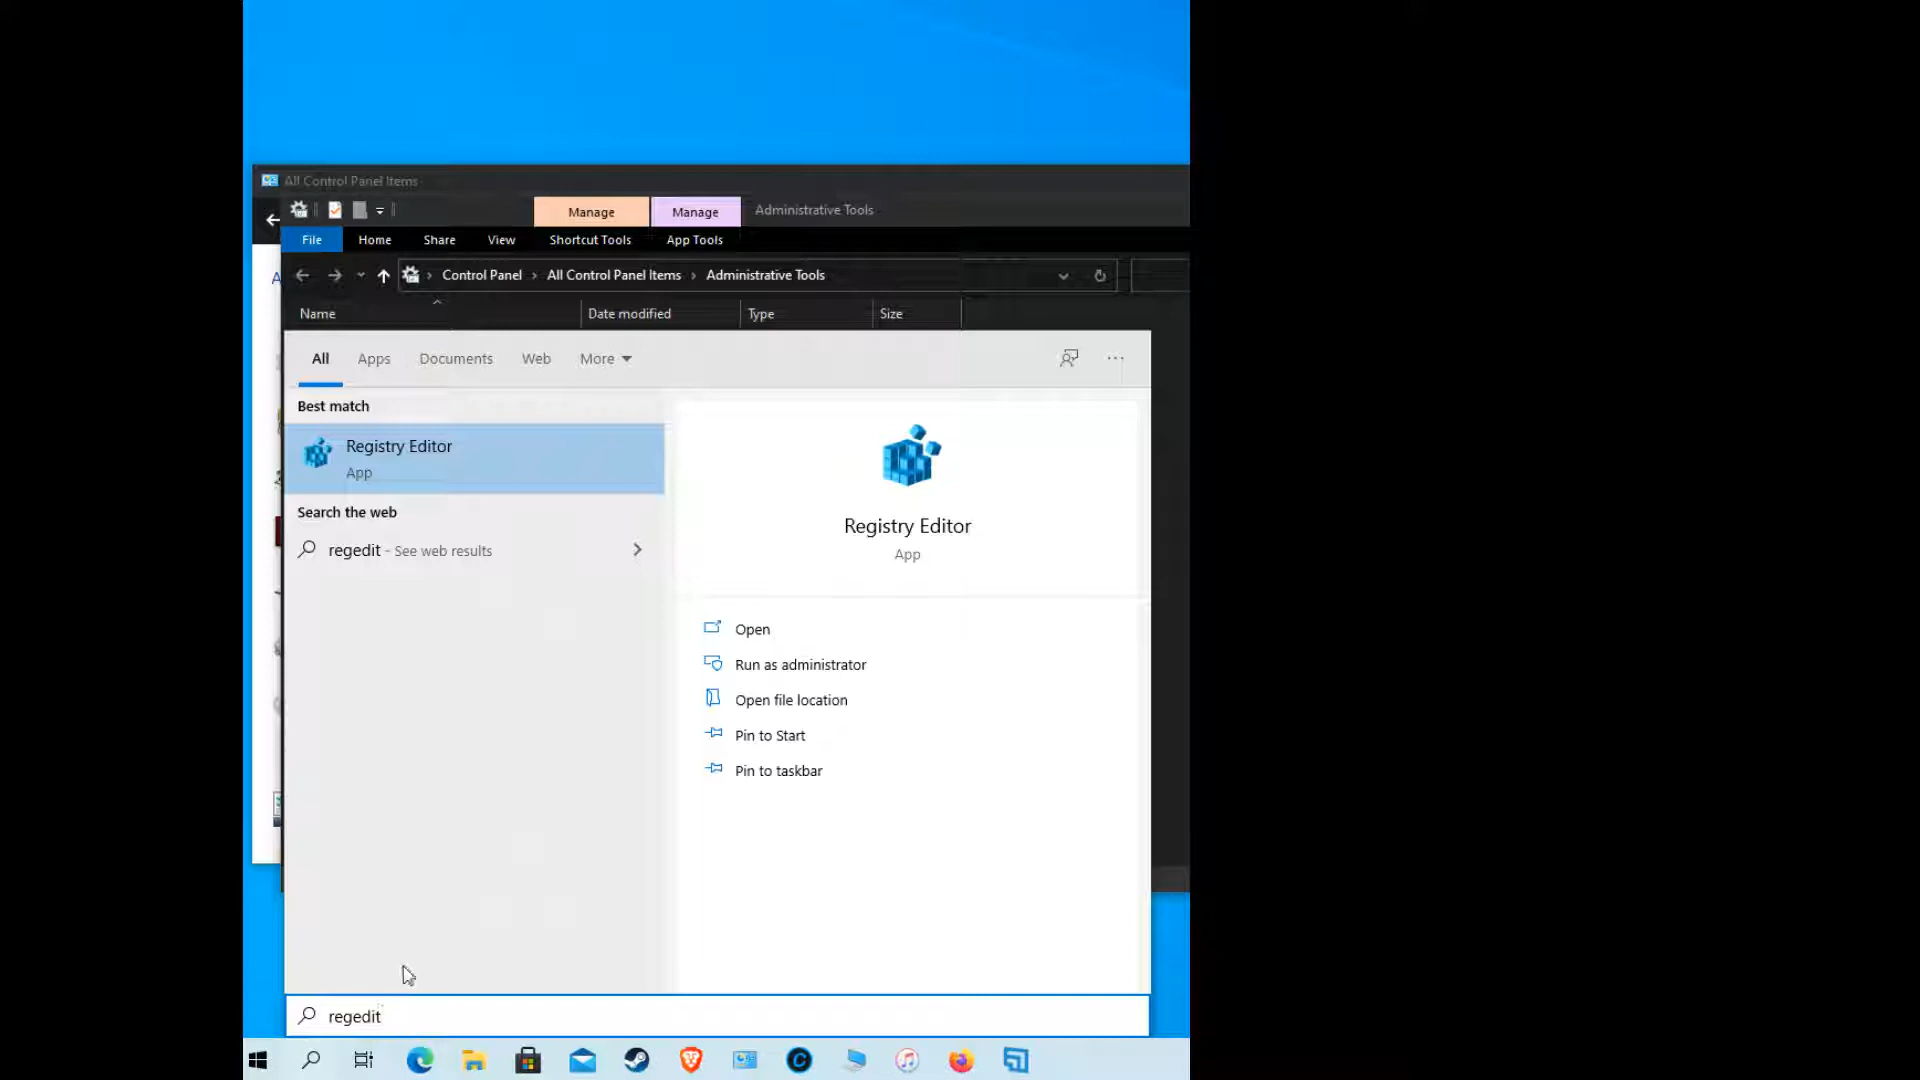 All Control Panel Items
Manage
Manage
Administrative Tools
File
Home
Share
View
Shortcut Tools
App Tools
Control Panel
All Control Panel Items
Administrative Tools
Name
Date modified
Type
Size
All
Apps
Documents
Web
More
Best match
Registry Editor
App
Search the web
regedit - See web results
Registry Editor
App
Open
Run as administrator
Open file location
Pin to Start
Pin to taskbar
regedit